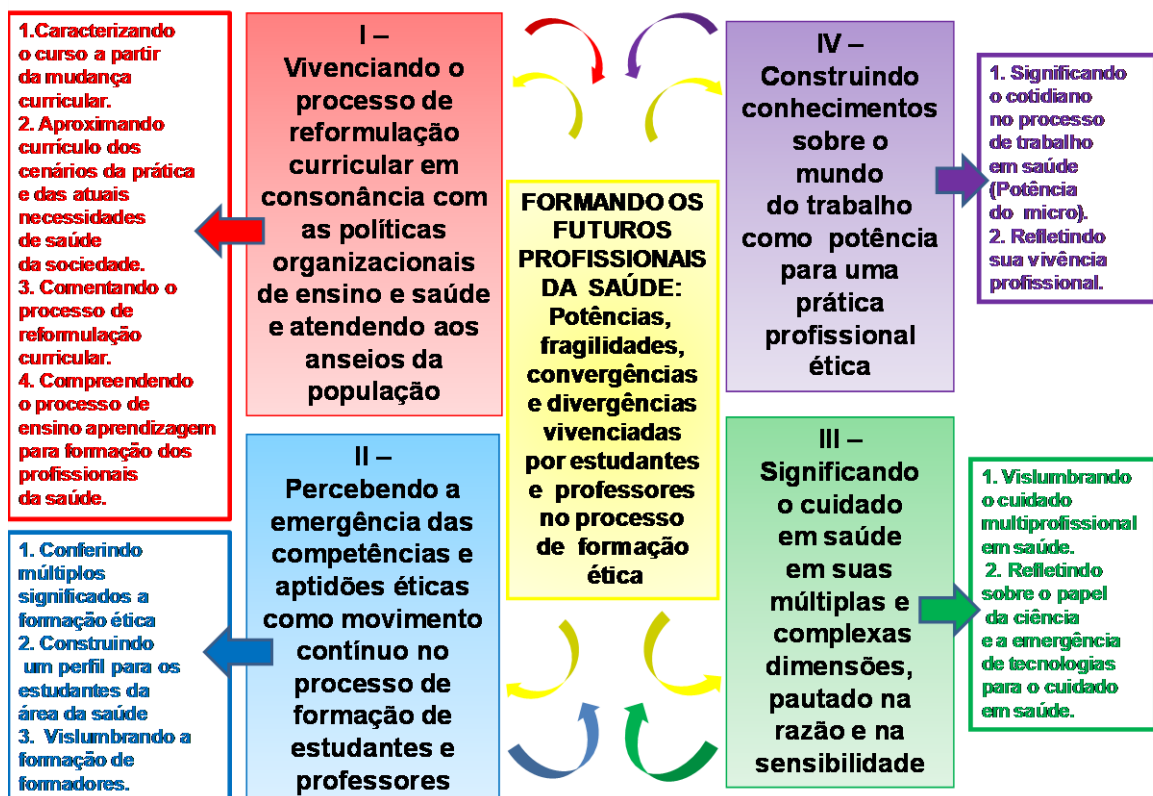 1.Caracterizando
o curso a partir
da mudança
curricular.
2. Aproximando
currículo dos
cenários da prática
e das atuais
necessidades
de saúde
da sociedade.
3. Comentando o
processo de
reformulação
curricular.
4. Compreendendo
o processo de
ensino aprendizagem
para formação dos
profissionais
da saúde.
I –
Vivenciando o
processo de
reformulação
curricular em
consonância com
as políticas
organizacionais
de ensino e saúde
e atendendo aos
anseios da
população
FORMANDO OS
FUTUROS
PROFISSIONAIS
DA SAÚDE:
Potências,
fragilidades,
convergências
e divergências
vivenciadas
por estudantes
e professores
no processo
de formação
ética
IV –
Construindo
conhecimentos
sobre o
mundo
do trabalho
como potência
para uma
prática
profissional
ética
1. Significando
o cotidiano
no processo
de trabalho
em saúde
(Potência
do micro).
2. Refletindo
sua vivência
profissional.
1. Conferindo
múltiplos
significados a
formação ética
2. Construindo
um perfil para os
estudantes da
área da saúde
3. Vislumbrando a
formação de
formadores.
II –
Percebendo a
emergência das
competências e
aptidões éticas
como movimento
contínuo no
processo de
formação de
estudantes e
professores
III –
Significando
o cuidado
em saúde
em suas
múltiplas e
complexas
dimensões,
pautado na
razão e na
sensibilidade
1. Vislumbrando
o cuidado
multiprofissional
em saúde.
2. Refletindo
sobre o papel
da ciência
e a emergência
de tecnologias
para o cuidado
em saúde.